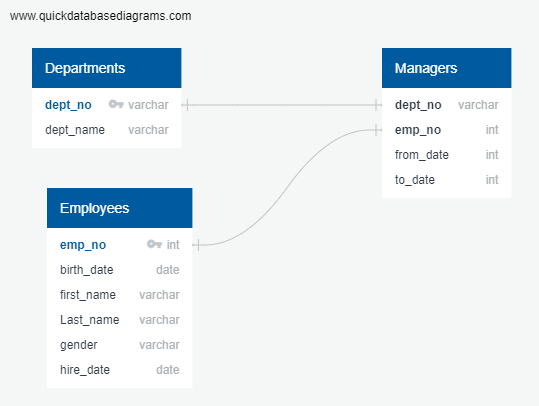 www.quickdatabasediagrams.com
Departments
dept_no varchar
dept_name varchar
Managers
dept_no varchar
emp_no int
from_date int
to_date int
Employees
emp_no int
birth_date date
first_name varchar
Last_name varchar
gender varchar
hire_date date